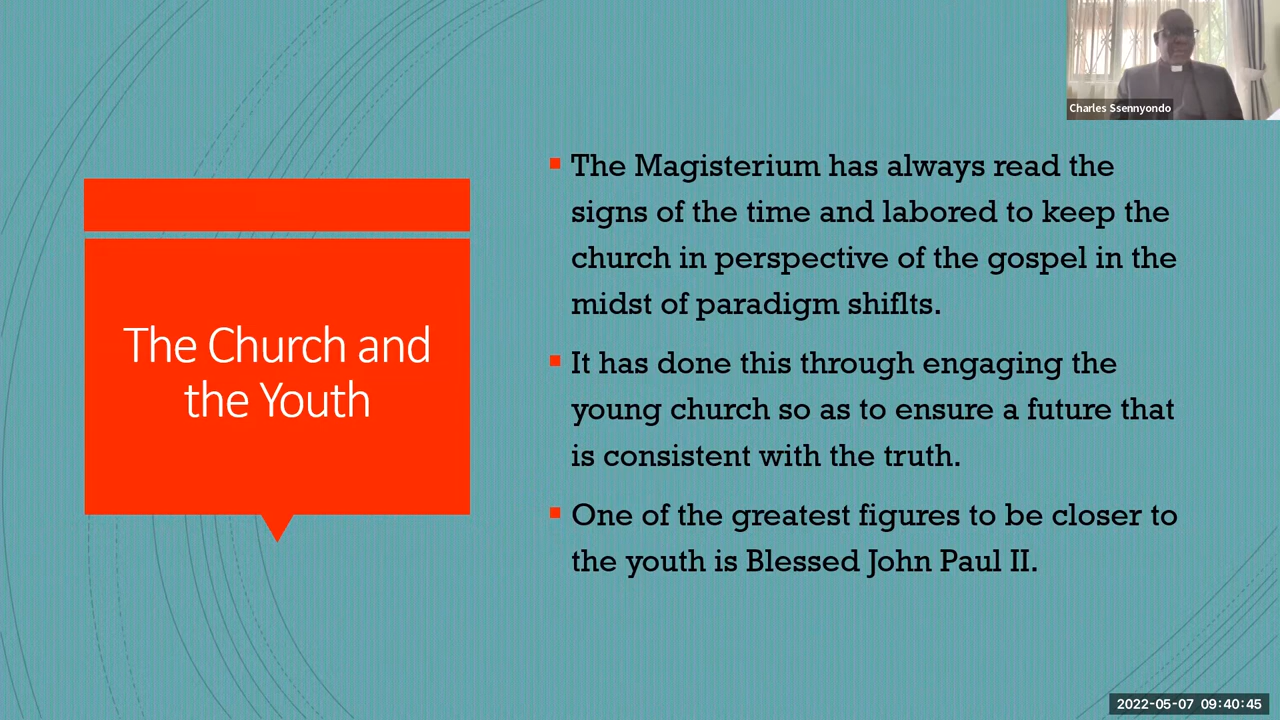 Charles Ssennyondo
The Church and
the Youth
The Magisterium has always read the
signs of the time and labored to keep the
church in perspective of the gospel in the
midst of paradigm shiflts.
It has done this through engaging the
young church so as to ensure a future that
is consistent with the truth.
One of the greatest figures to be closer to
the youth is Blessed John Paul II.
2022-05-07 09:40:45